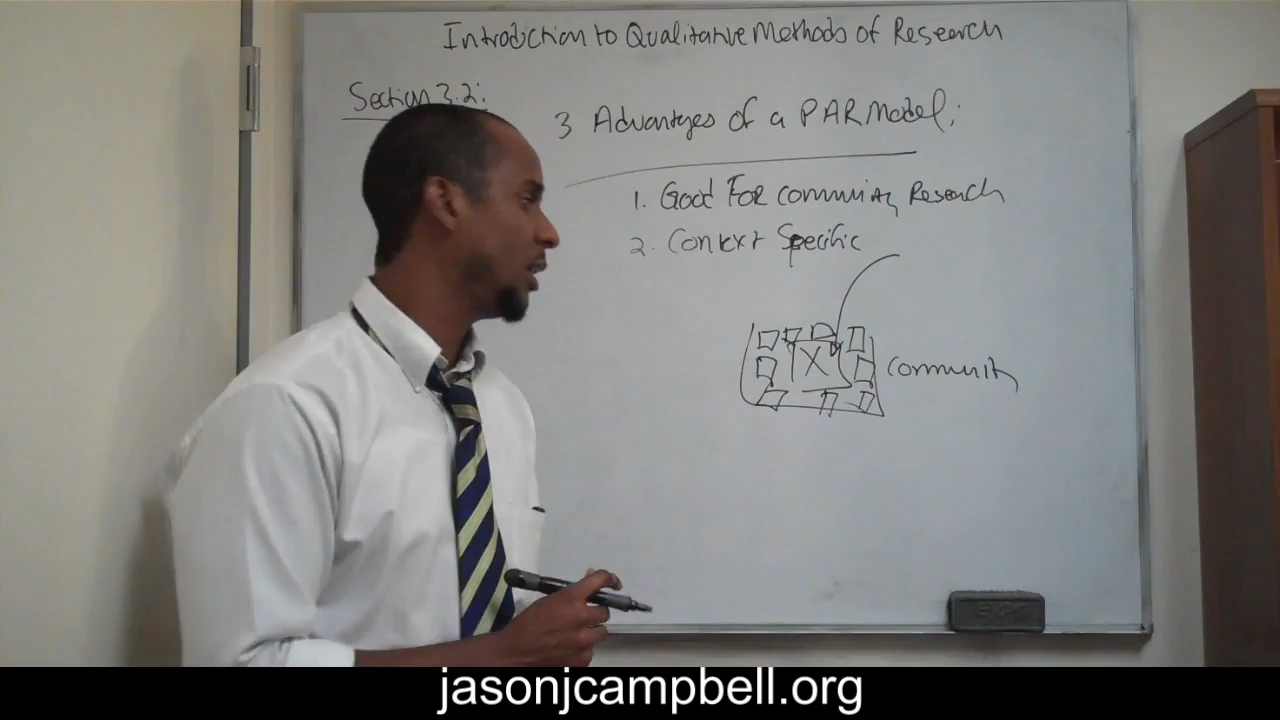 Introduction to Qualitative Methods of Research
Section 3.2:
3 Advantages of a PAR Model:
1. Good For community Research
2. Context Specific
X
community
jasonjcampbell.org